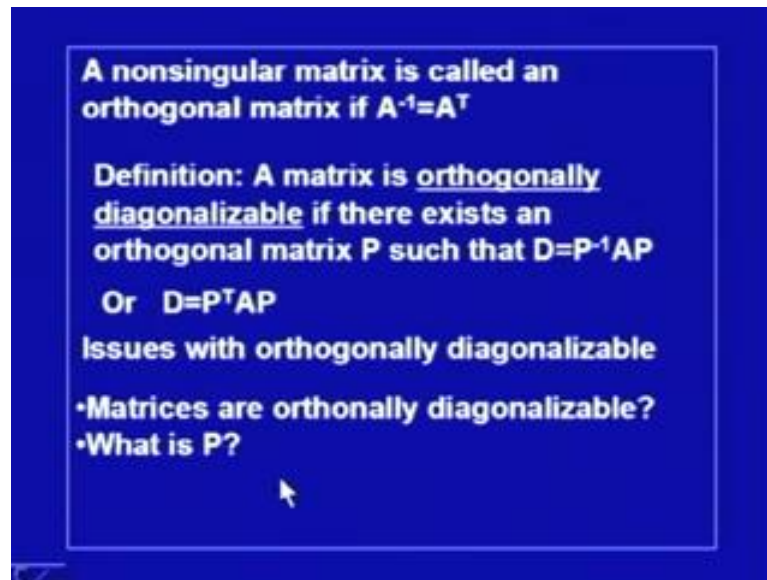 A nonsingular matrix is called an
orthogonal matrix if A⁻¹=Aᵀ
Definition: A matrix is orthogonally
diagonalizable if there exists an
orthogonal matrix P such that D=P⁻¹AP
Or D=PᵀAP
Issues with orthogonally diagonalizable
•Matrices are orthonally diagonalizable?
•What is P?